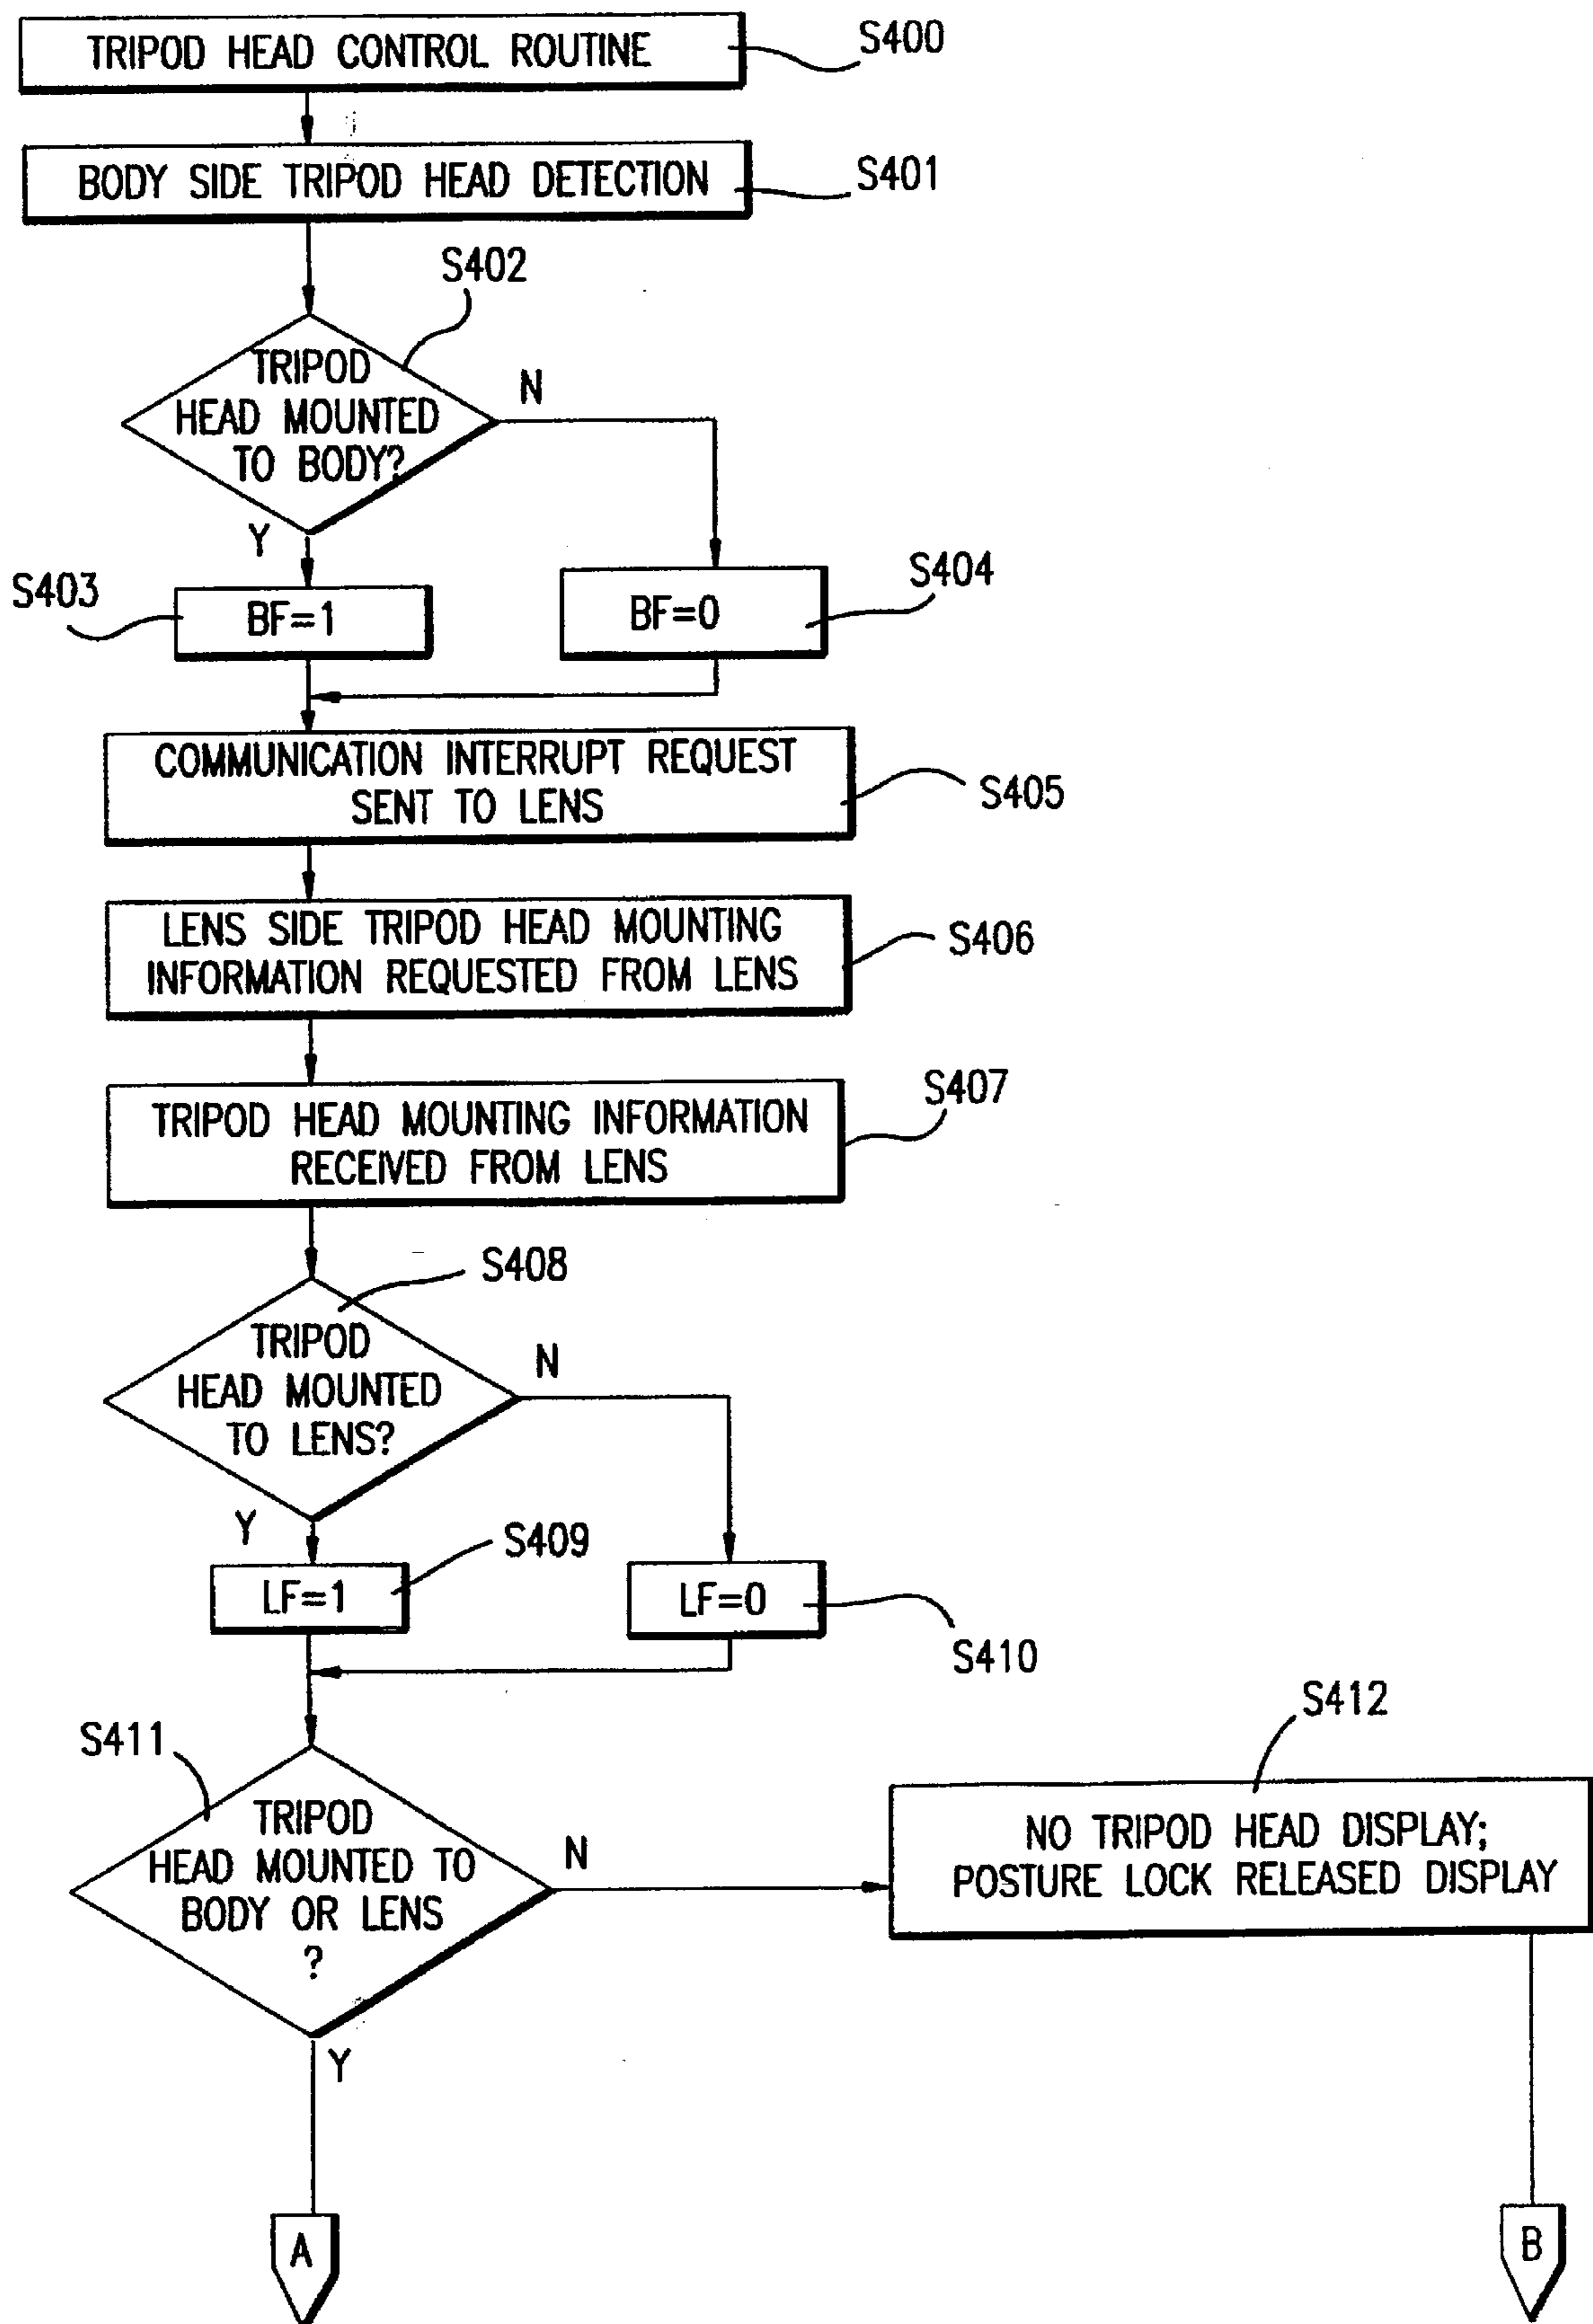 TRIPOD HEAD CONTROL ROUTINE
S400
BODY SIDE TRIPOD HEAD DETECTION
S401
S402
TRIPOD
HEAD MOUNTED
TO BODY?
N
Y
S403
BF=1
BF=0
S404
COMMUNICATION INTERRUPT REQUEST
SENT TO LENS
S405
LENS SIDE TRIPOD HEAD MOUNTING
INFORMATION REQUESTED FROM LENS
S406
TRIPOD HEAD MOUNTING INFORMATION
RECEIVED FROM LENS
S407
S408
TRIPOD
HEAD MOUNTED
TO LENS?
N
Y
LF=1
S409
LF=0
S410
S411
TRIPOD
HEAD MOUNTED TO
BODY OR LENS
?
N
Y
S412
NO TRIPOD HEAD DISPLAY;
POSTURE LOCK RELEASED DISPLAY
A
B